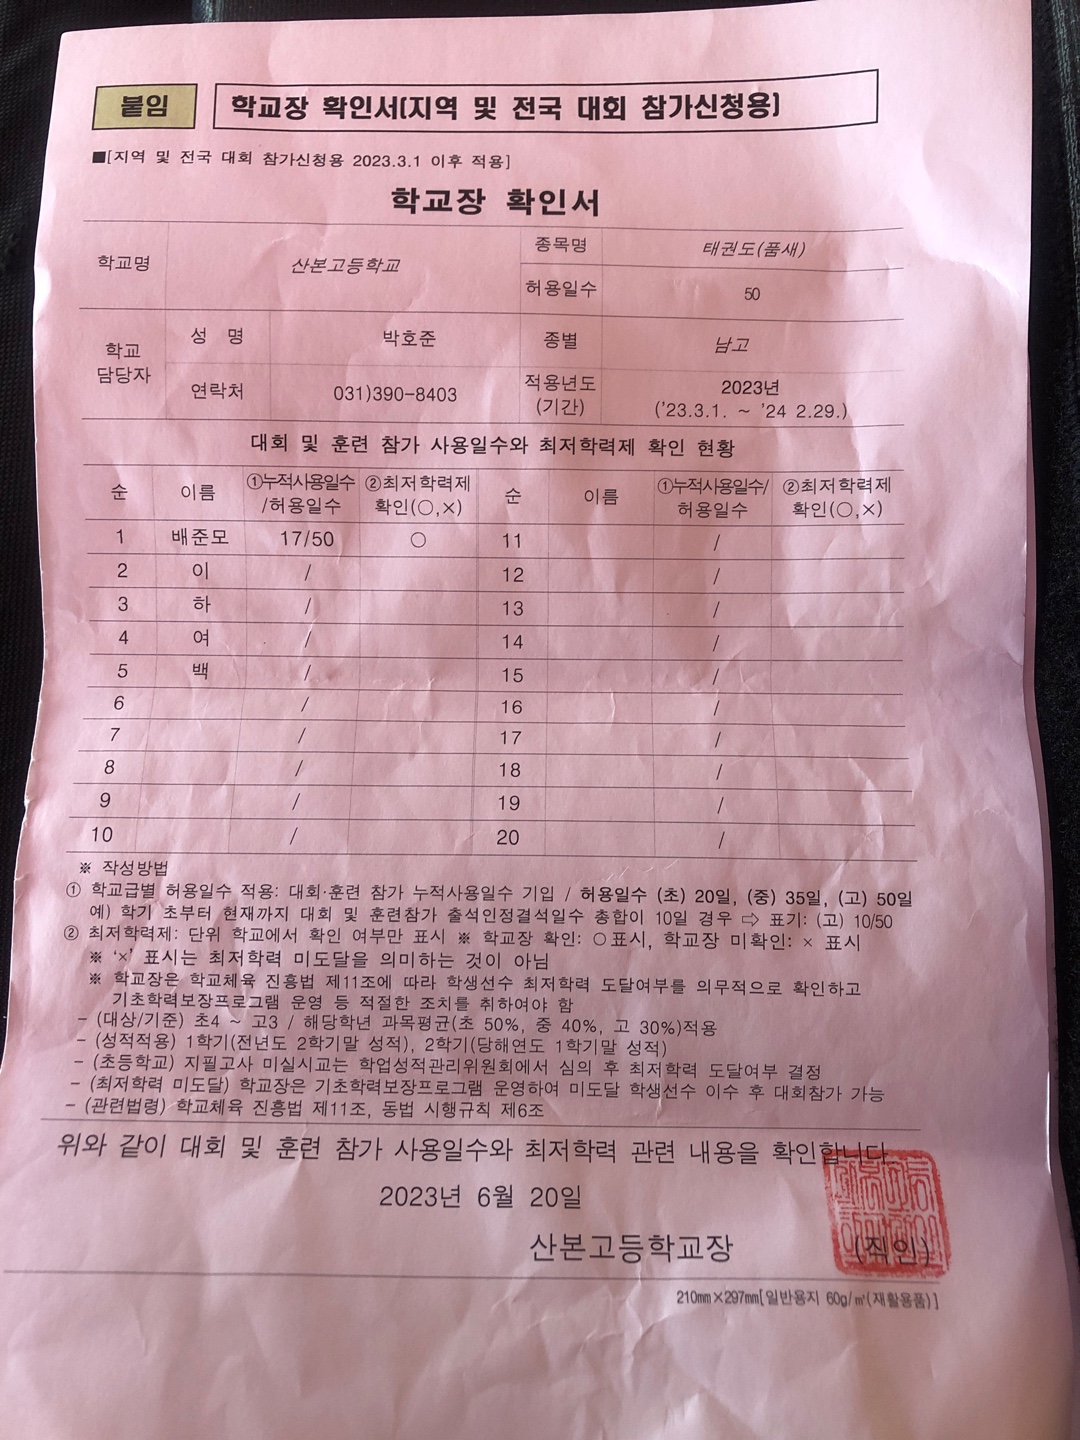 붙임 학교장 확인서(지역 및 전국 대회 참가신청용)
■[지역 및 전국 대회 참가신청용 2023.3.1 이후 적용]
학교장 확인서
학교명 산본고등학교 종목명 태권도(품새)
허용일수 50
학교 담당자 성 명 박호준 종별 남고
연락처 031)390-8403 적용년도 (기간) 2023년 ('23.3.1. ~ '24 2.29.)
대회 및 훈련 참가 사용일수와 최저학력제 확인 현황
순 이름 ①누적사용일수/허용일수 ②최저학력제 확인(○,×) 순 이름 ①누적사용일수/허용일수 ②최저학력제 확인(○,×)
1 배준모 17/50 ○ 11 /
2 이 / 12 /
3 하 / 13 /
4 여 / 14 /
5 백 / 15 /
6 / 16 /
7 / 17 /
8 / 18 /
9 / 19 /
10 / 20 /
※ 작성방법
① 학교급별 허용일수 적용: 대회·훈련 참가 누적사용일수 기입 / 허용일수 (초) 20일, (중) 35일, (고) 50일
예) 학기 초부터 현재까지 대회 및 훈련참가 출석인정결석일수 총합이 10일 경우 ⇨ 표기: (고) 10/50
② 최저학력제: 단위 학교에서 확인 여부만 표시 ※ 학교장 확인: ○표시, 학교장 미확인: × 표시
※ '×' 표시는 최저학력 미도달을 의미하는 것이 아님
※ 학교장은 학교체육 진흥법 제11조에 따라 학생선수 최저학력 도달여부를 의무적으로 확인하고
기초학력보장프로그램 운영 등 적절한 조치를 취하여야 함
- (대상/기준) 초4 ~ 고3 / 해당학년 과목평균(초 50%, 중 40%, 고 30%)적용
- (성적적용) 1학기(전년도 2학기말 성적), 2학기(당해연도 1학기말 성적)
- (초등학교) 지필고사 미실시교는 학업성적관리위원회에서 심의 후 최저학력 도달여부 결정
- (최저학력 미도달) 학교장은 기초학력보장프로그램 운영하여 미도달 학생선수 이수 후 대회참가 가능
- (관련법령) 학교체육 진흥법 제11조, 동법 시행규칙 제6조
위와 같이 대회 및 훈련 참가 사용일수와 최저학력 관련 내용을 확인합니다.
2023년 6월 20일
산본고등학교장 (직인)
210㎜×297㎜[일반용지 60g/㎡(재활용품)]